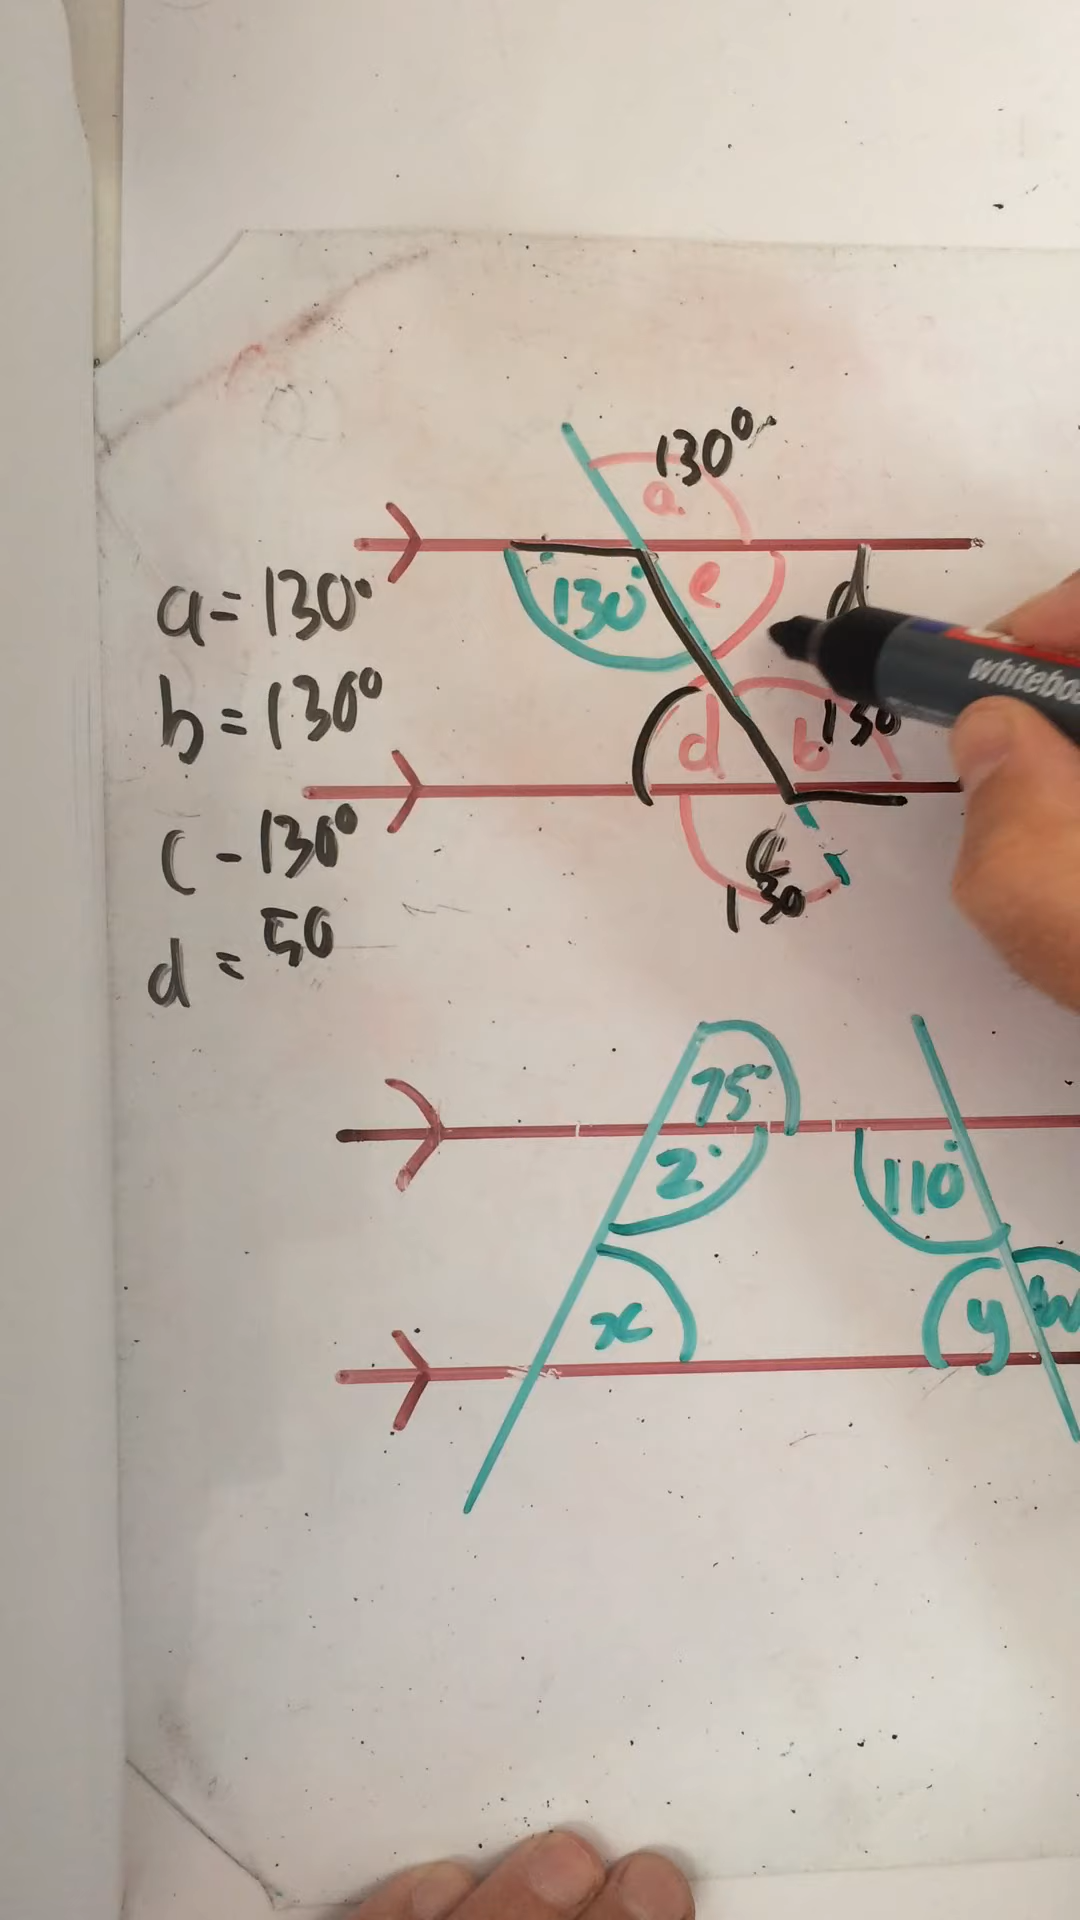 130°
a
a = 130°
130°
e
d
whiteboa
b = 130°
d
b
130
c - 130°
c
130
d = 50
75°
z°
110°
x
y
w